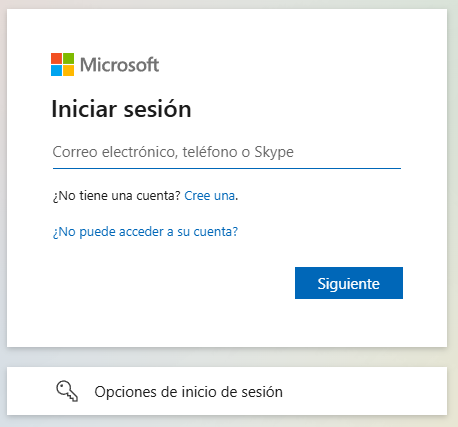 Microsoft
Iniciar sesión
Correo electrónico, teléfono o Skype
¿No tiene una cuenta? Cree una.
¿No puede acceder a su cuenta?
Siguiente
Opciones de inicio de sesión